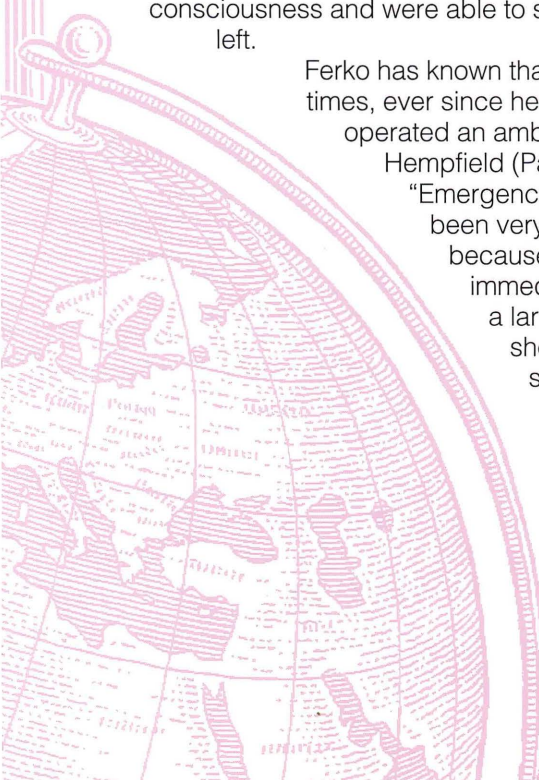 consciousness and were able to s
left.
Ferko has known tha
times, ever since he
operated an amb
Hempfield (Pa
“Emergenc
been very
because
immed
a lar
sh
s